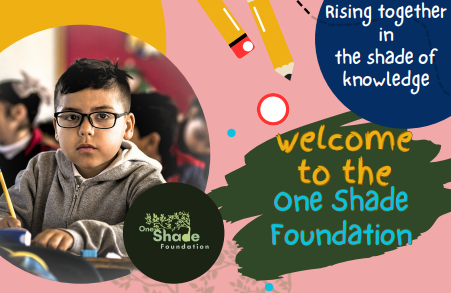 Rising together
in
the shade of
knowledge
welcome
to the
One Shade
Foundation
One
Shade
Foundation